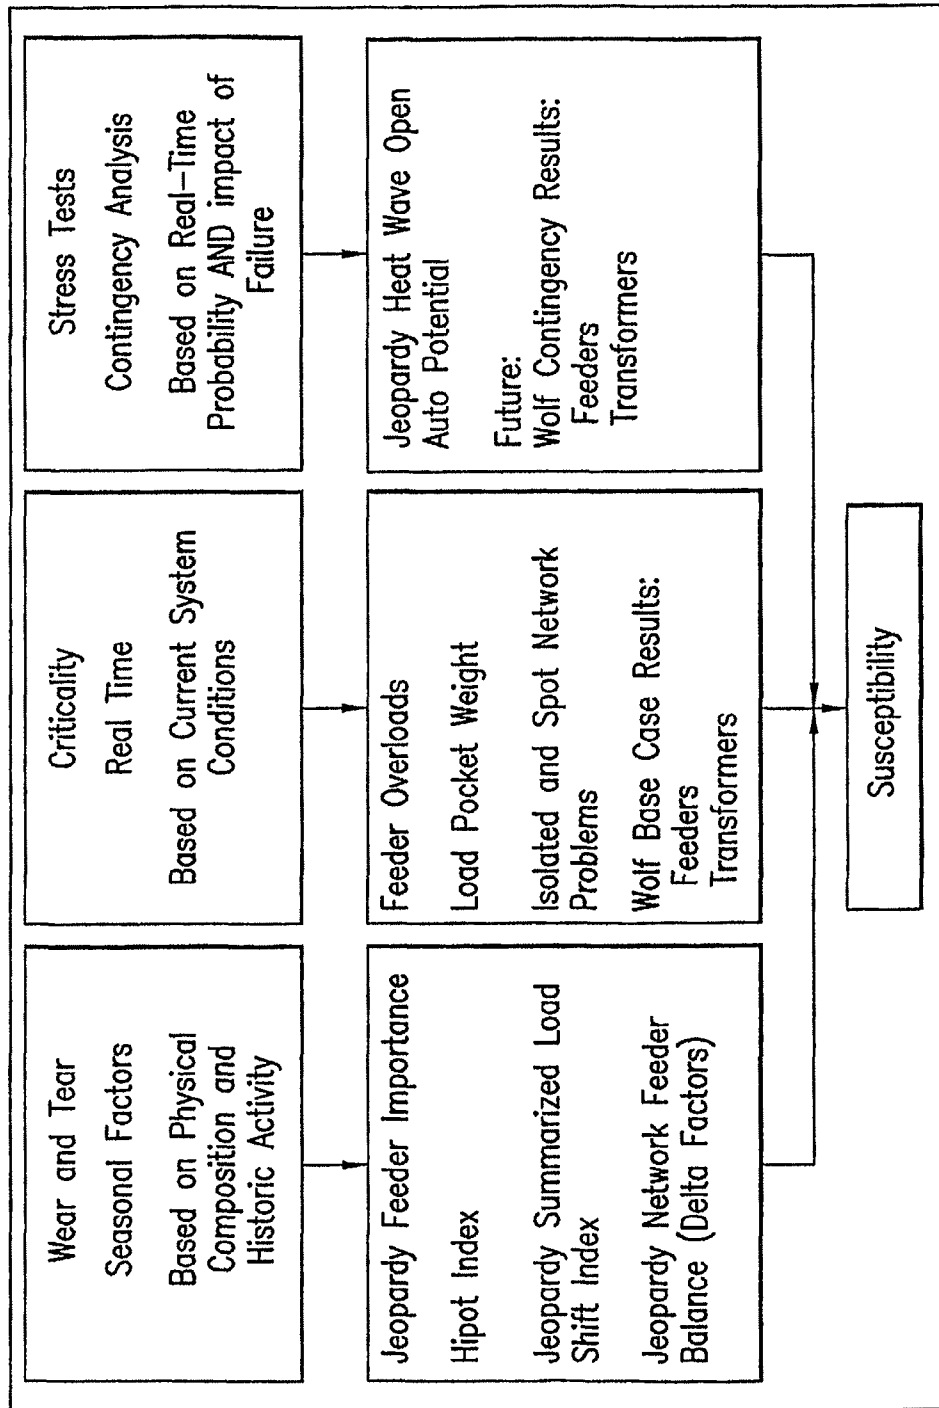 Wear and Tear
Seasonal Factors
Based on Physical
Composition and
Historic Activity
Criticality
Real Time
Based on Current System
Conditions
Stress Tests
Contingency Analysis
Based on Real-Time
Probability AND impact of
Failure
Jeopardy Feeder Importance
Hipot Index
Jeopardy Summarized Load
Shift Index
Jeopardy Network Feeder
Balance (Delta Factors)
Feeder Overloads
Load Pocket Weight
Isolated and Spot Network
Problems
Wolf Base Case Results:
Feeders
Transformers
Jeopardy Heat Wave Open
Auto Potential
Future:
Wolf Contingency Results:
Feeders
Transformers
Susceptibility